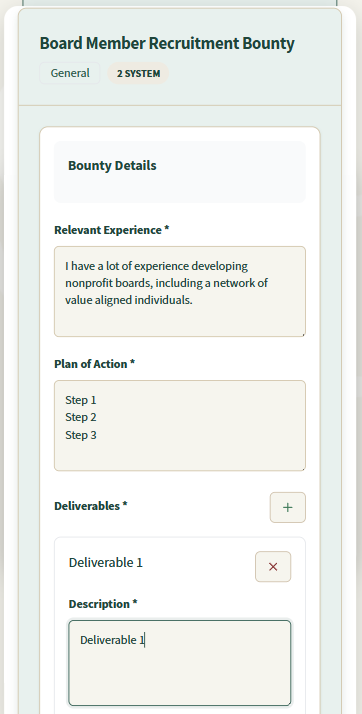 Board Member Recruitment Bounty
General
2 SYSTEM
Bounty Details
Relevant Experience *
I have a lot of experience developing
nonprofit boards, including a network of
value aligned individuals.
Plan of Action *
Step 1
Step 2
Step 3
Deliverables *
+
Deliverable 1
×
Description *
Deliverable 1